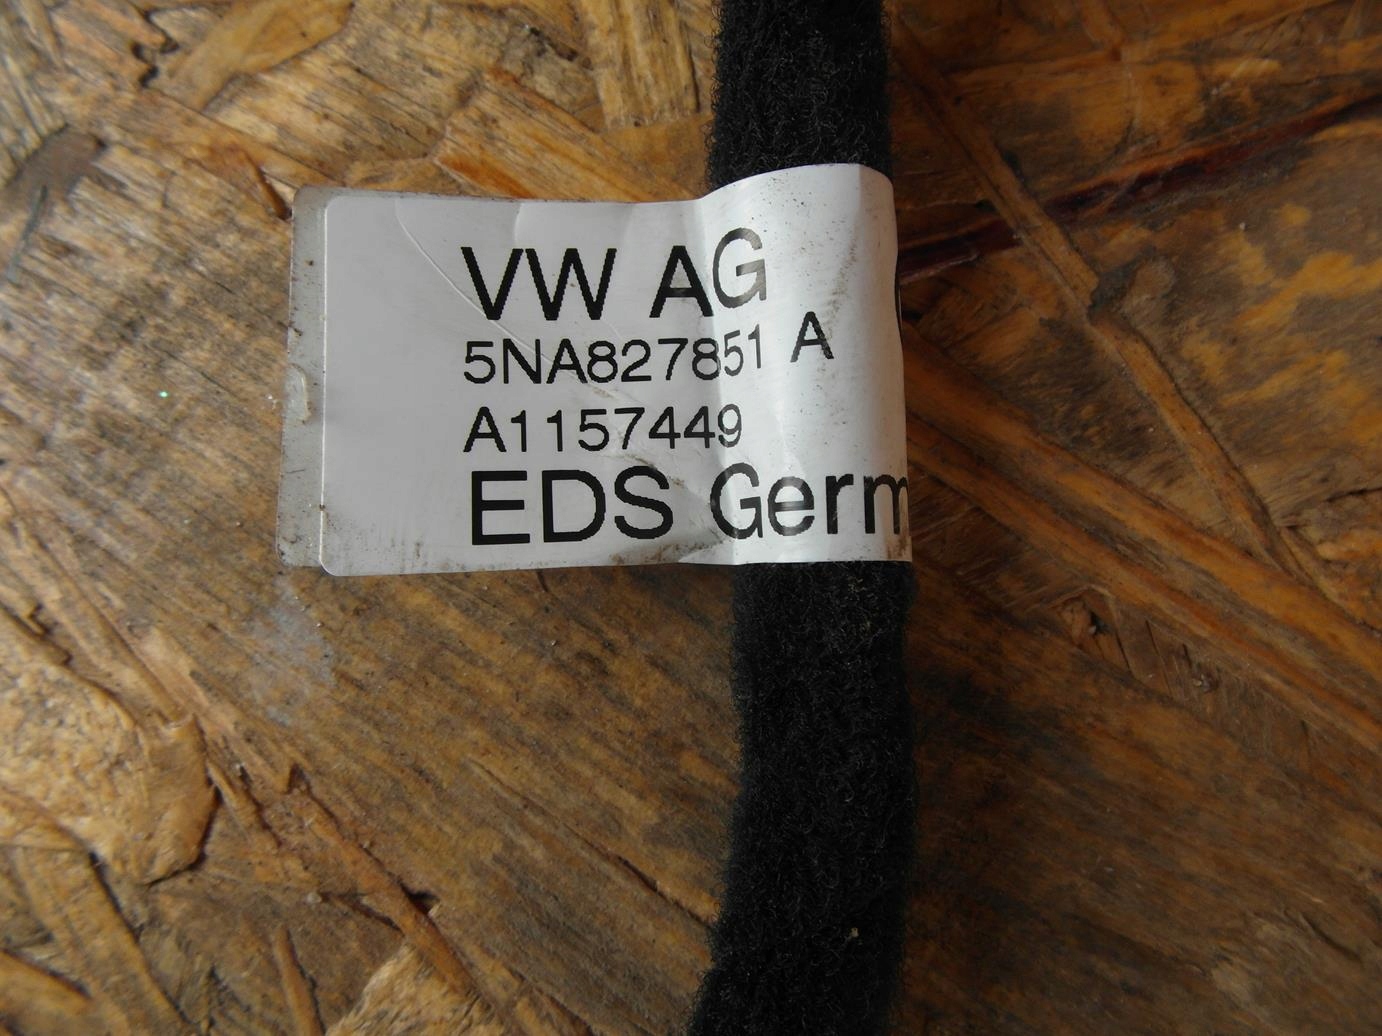 VW AG
5NA827851 A
A1157449
EDS Germ